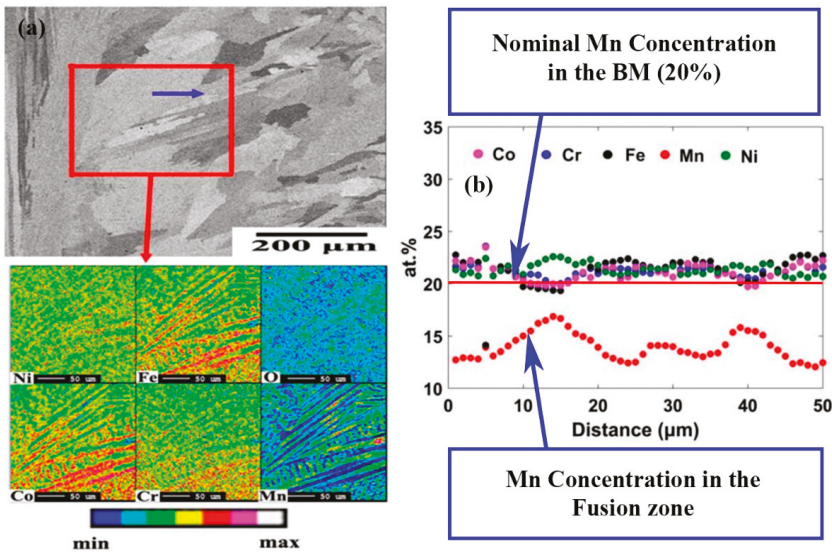 (a)
200 μm
Ni
50 um
Fe
50 um
O
50 um
Co
50 um
Cr
50 um
Mn
50 um
min
max
Nominal Mn Concentration
in the BM (20%)
35
30
25
20
15
10
at.%
Co Cr Fe Mn Ni
(b)
0 10 20 30 40 50
Distance (μm)
Mn Concentration in the
Fusion zone